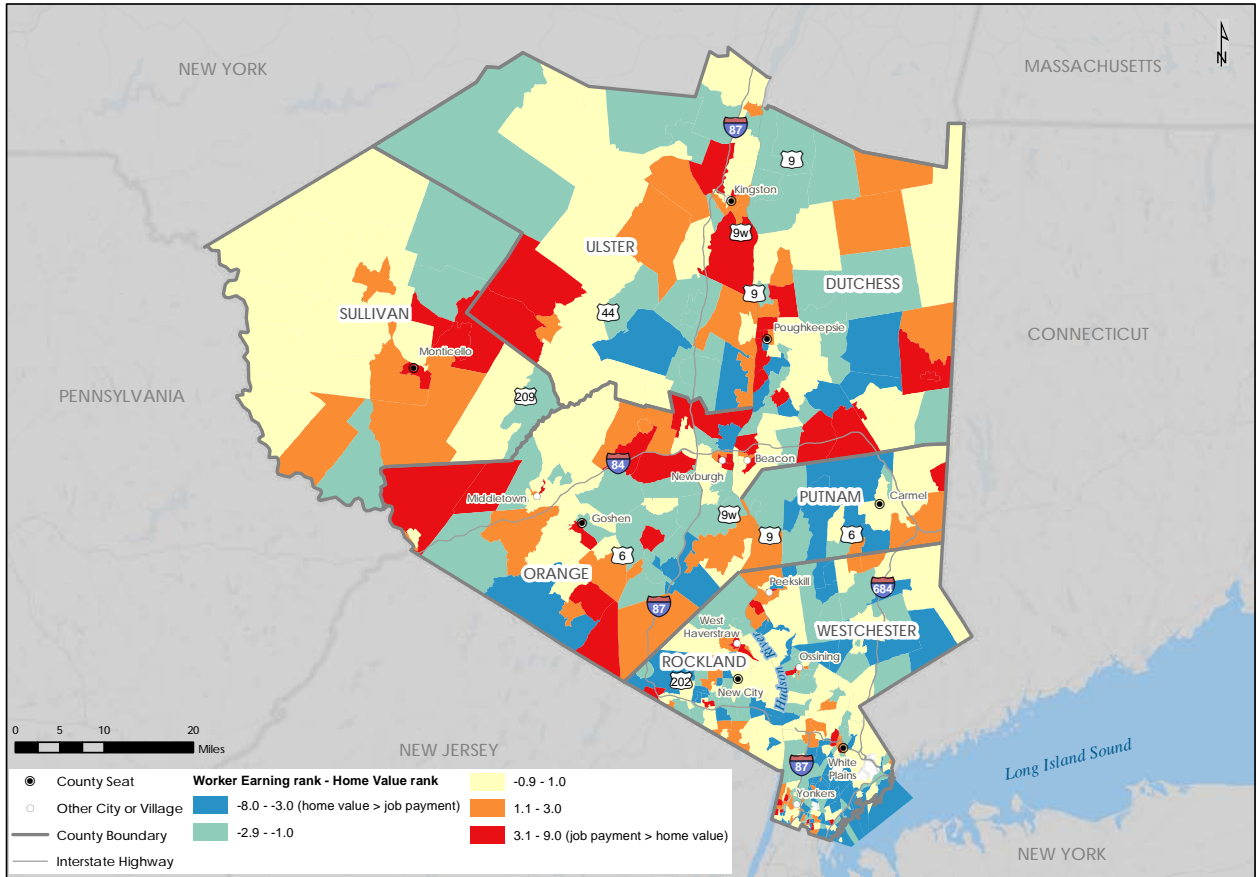 NEW YORK
MASSACHUSETTS
N
87
9
Kingston
9w
ULSTER
DUTCHESS
9
44
SULLIVAN
Poughkeepsie
CONNECTICUT
Monticello
PENNSYLVANIA
209
84
Beacon
Newburgh
PUTNAM
Carmel
Middletown
9w
Goshen
9
6
6
ORANGE
Peekskill
684
87
West
Haverstraw
WESTCHESTER
Hudson River
Ossining
ROCKLAND
202
New City
0 5 10 20
Miles
NEW JERSEY
White
Plains
87
Long Island Sound
Yonkers
NEW YORK
County Seat
Other City or Village
County Boundary
Interstate Highway
Worker Earning rank - Home Value rank
-8.0 - -3.0 (home value > job payment)
-2.9 - -1.0
-0.9 - 1.0
1.1 - 3.0
3.1 - 9.0 (job payment > home value)